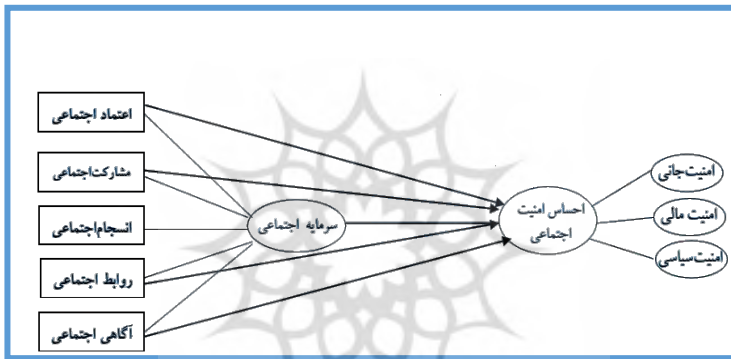 اعتماد اجتماعی
مشارکت‌اجتماعی
انسجام‌اجتماعی
روابط اجتماعی
آگاهی اجتماعی
سرمایه اجتماعی
احساس امنیت
اجتماعی
امنیت‌جانی
امنیت مالی
امنیت‌سیاسی